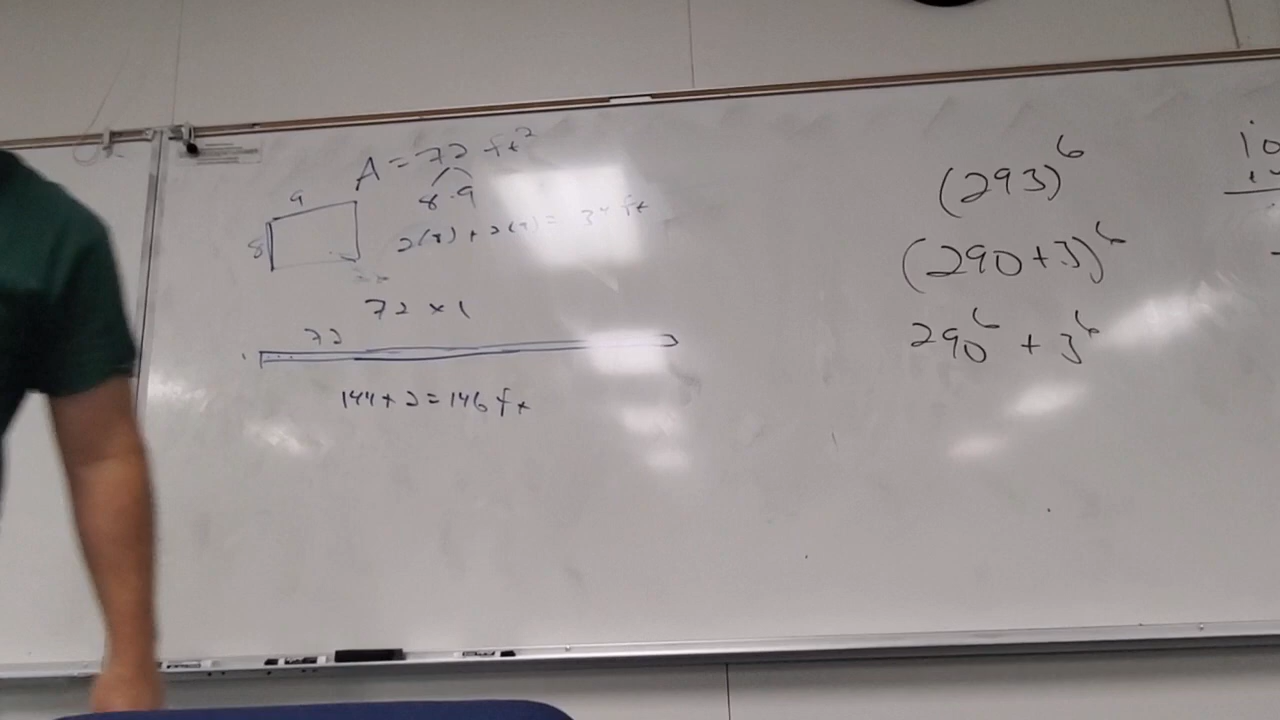 A = 72 ft²
8·9
9
8
2(8) + 2(9) = 34 ft
72 × 1
72
144 + 2 = 146 ft
(293)⁶
(290+3)⁶
290⁶ + 3⁶